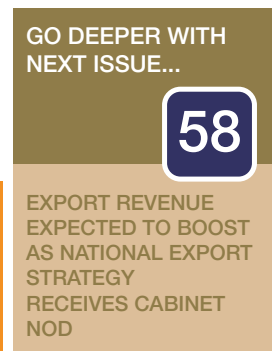 GO DEEPER WITH
NEXT ISSUE...
58
EXPORT REVENUE
EXPECTED TO BOOST
AS NATIONAL EXPORT
STRATEGY
RECEIVES CABINET
NOD